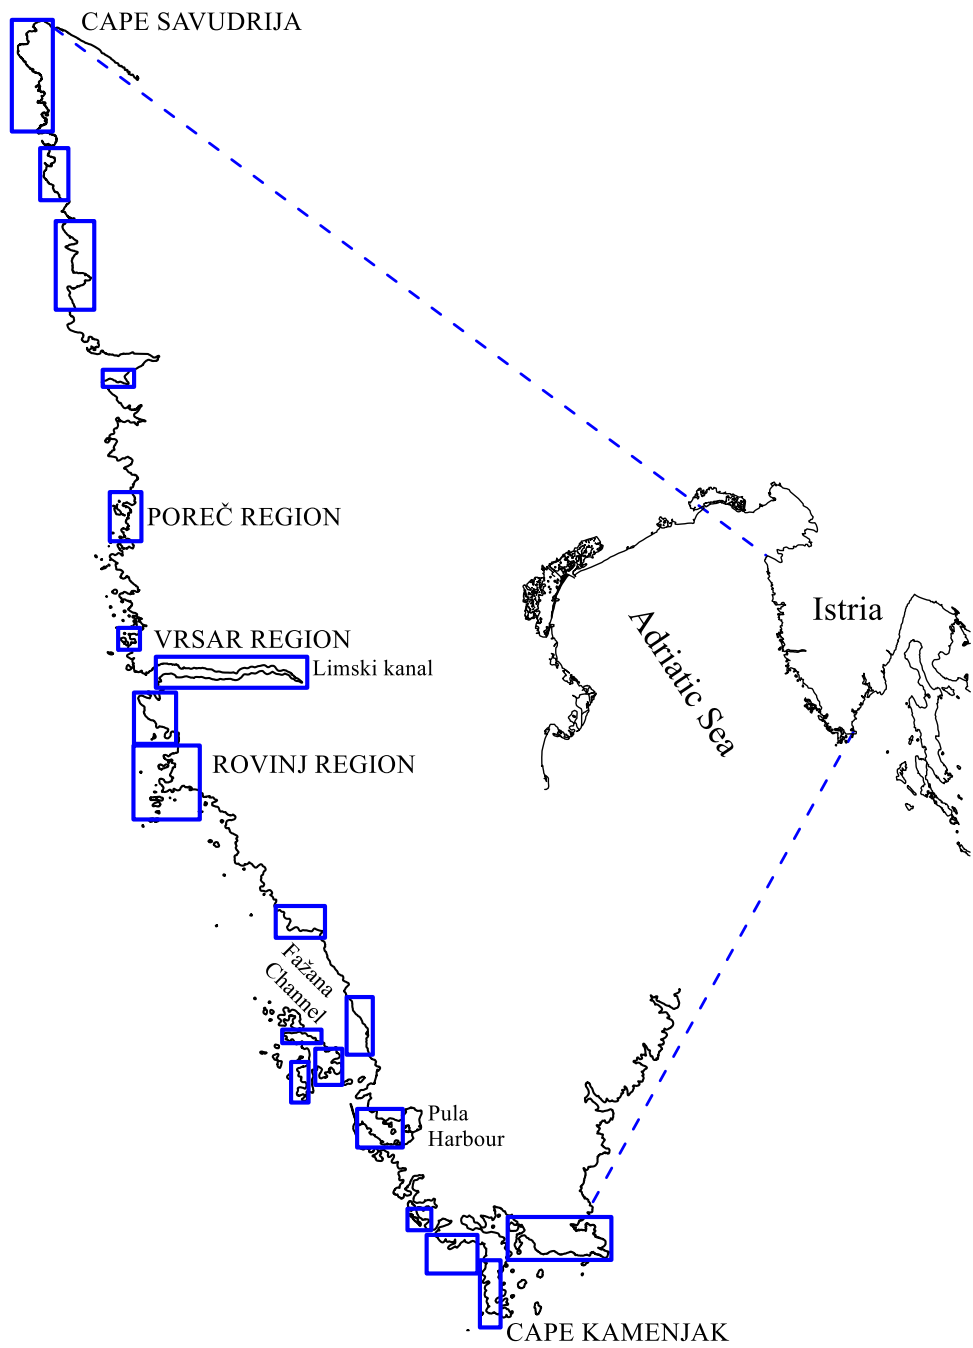 CAPE SAVUDRIJA
POREČ REGION
Istria
Adriatic Sea
VRSAR REGION
Limski kanal
ROVINJ REGION
Fažana
Channel
Pula
Harbour
CAPE KAMENJAK